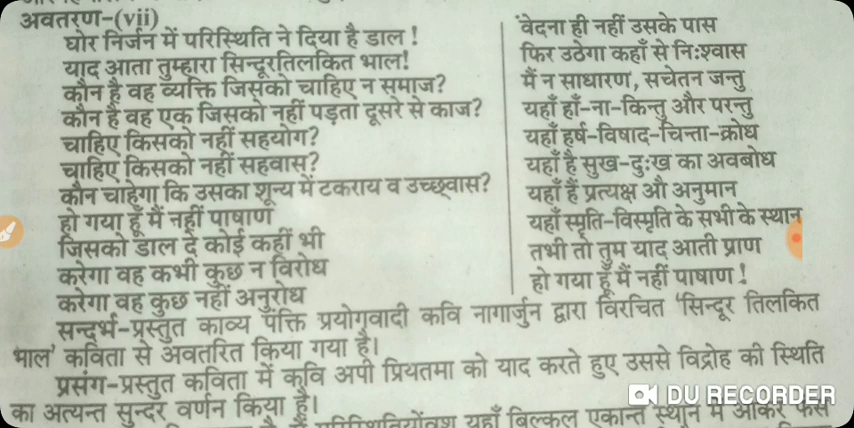 अवतरण-(vii)
घोर निर्जन में परिस्थिति ने दिया है डाल !
याद आता तुम्हारा सिन्दूरतिलकित भाल!
कौन है वह व्यक्ति जिसको चाहिए न समाज?
कौन है वह एक जिसको नहीं पड़ता दूसरे से काज?
चाहिए किसको नहीं सहयोग?
चाहिए किसको नहीं सहवास?
कौन चाहेगा कि उसका शून्य में टकराय व उच्छ्वास?
हो गया हूँ मैं नहीं पाषाण
जिसको डाल दे कोई कहीं भी
करेगा वह कभी कुछ न विरोध
करेगा वह कुछ नहीं अनुरोध
वेदना ही नहीं उसके पास
फिर उठेगा कहाँ से निःश्वास
मैं न साधारण, सचेतन जन्तु
यहाँ हाँ-ना-किन्तु और परन्तु
यहाँ हर्ष-विषाद-चिन्ता-क्रोध
यहाँ है सुख-दुःख का अवबोध
यहाँ हैं प्रत्यक्ष औ अनुमान
यहाँ स्मृति-विस्मृति के सभी के स्थान
तभी तो तुम याद आती प्राण
हो गया हूँ मैं नहीं पाषाण !
सन्दर्भ-प्रस्तुत काव्य पंक्ति प्रयोगवादी कवि नागार्जुन द्वारा विरचित 'सिन्दूर तिलकित
भाल' कविता से अवतरित किया गया है।
प्रसंग-प्रस्तुत कविता में कवि अपी प्रियतमा को याद करते हुए उससे विद्रोह की स्थिति
का अत्यन्त सुन्दर वर्णन किया है।
यहाँ बिल्कुल एकान्त स्थान में आकर फँस
DU RECORDER